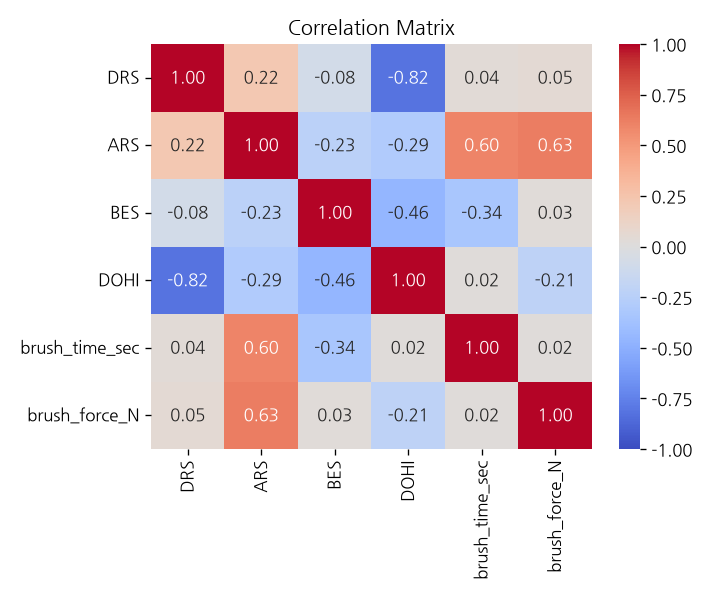 Correlation Matrix
DRS 1.00 0.22 -0.08 -0.82 0.04 0.05
ARS 0.22 1.00 -0.23 -0.29 0.60 0.63
BES -0.08 -0.23 1.00 -0.46 -0.34 0.03
DOHI -0.82 -0.29 -0.46 1.00 0.02 -0.21
brush_time_sec 0.04 0.60 -0.34 0.02 1.00 0.02
brush_force_N 0.05 0.63 0.03 -0.21 0.02 1.00
DRS ARS BES DOHI brush_time_sec brush_force_N
1.00
0.75
0.50
0.25
0.00
-0.25
-0.50
-0.75
-1.00